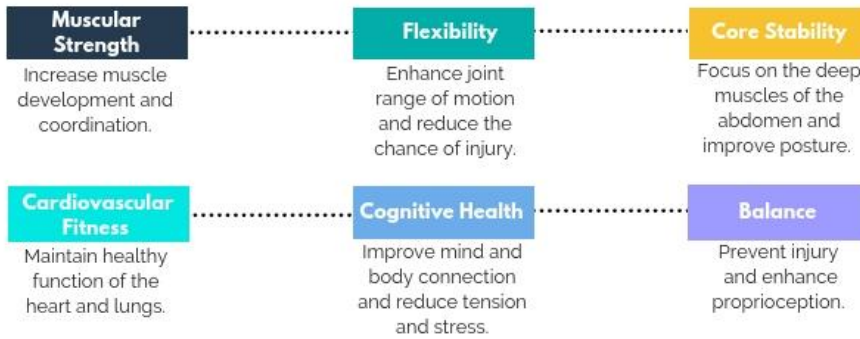 Muscular
Strength
Increase muscle
development and
coordination.
Flexibility
Enhance joint
range of motion
and reduce the
chance of injury.
Core Stability
Focus on the deep
muscles of the
abdomen and
improve posture.
Cardiovascular
Fitness
Maintain healthy
function of the
heart and lungs.
Cognitive Health
Improve mind and
body connection
and reduce tension
and stress.
Balance
Prevent injury
and enhance
proprioception.